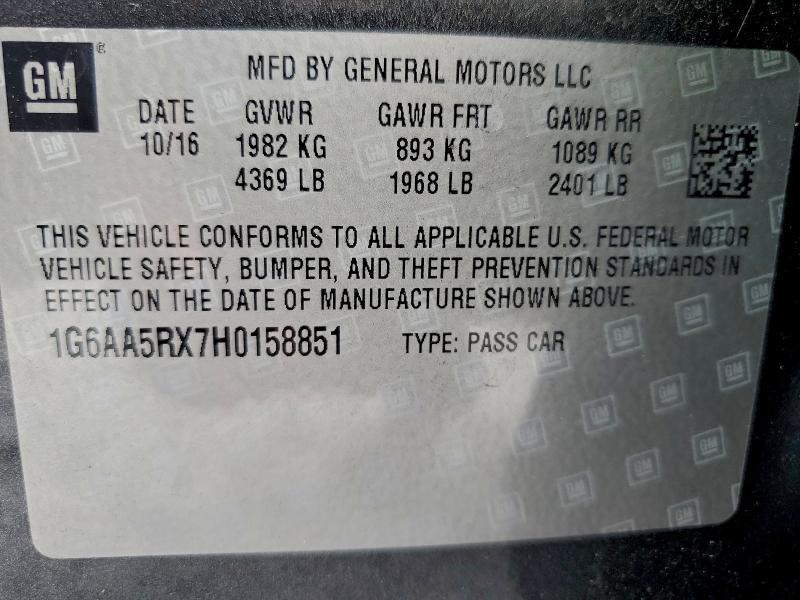 GM
MFD BY GENERAL MOTORS LLC
DATE GVWR GAWR FRT GAWR RR
10/16 1982 KG 893 KG 1089 KG
4369 LB 1968 LB 2401 LB
THIS VEHICLE CONFORMS TO ALL APPLICABLE U.S. FEDERAL MOTOR
VEHICLE SAFETY, BUMPER, AND THEFT PREVENTION STANDARDS IN
EFFECT ON THE DATE OF MANUFACTURE SHOWN ABOVE.
1G6AA5RX7H0158851 TYPE: PASS CAR